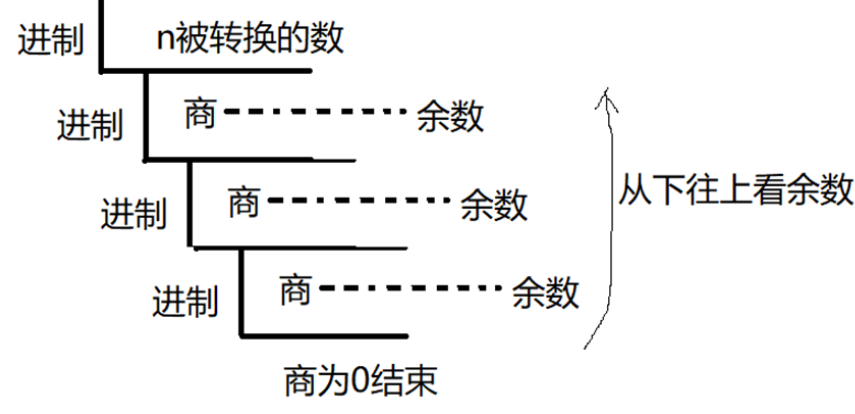 进制 n被转换的数
进制 商 余数
进制 商 余数 从下往上看余数
进制 商 余数
商为0结束